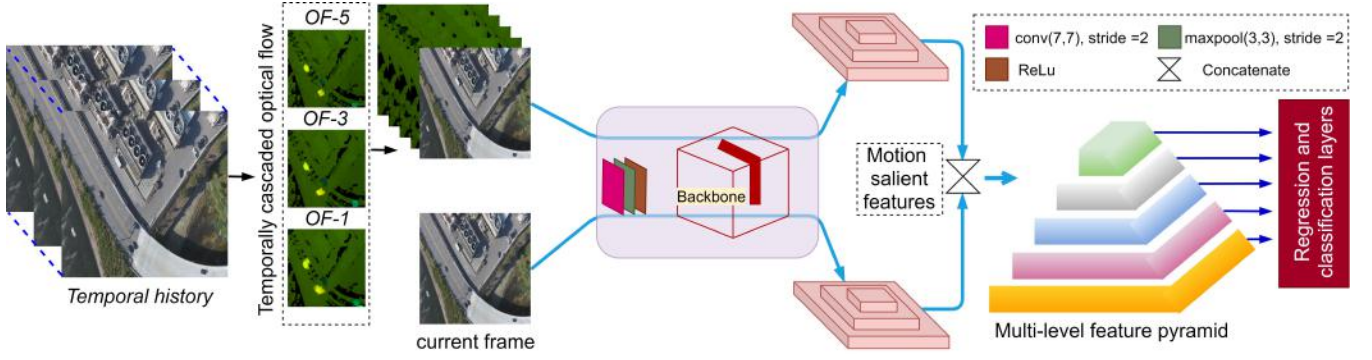 Temporal history
Temporally cascaded optical flow
OF-5
OF-3
OF-1
current frame
Backbone
Motion
salient
features
conv(7,7), stride =2
maxpool(3,3), stride =2
ReLu
Concatenate
Multi-level feature pyramid
Regression and
classification layers